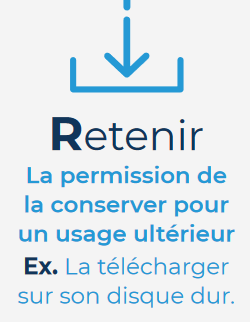 Retenir
La permission de
la conserver pour
un usage ultérieur
Ex. La télécharger
sur son disque dur.